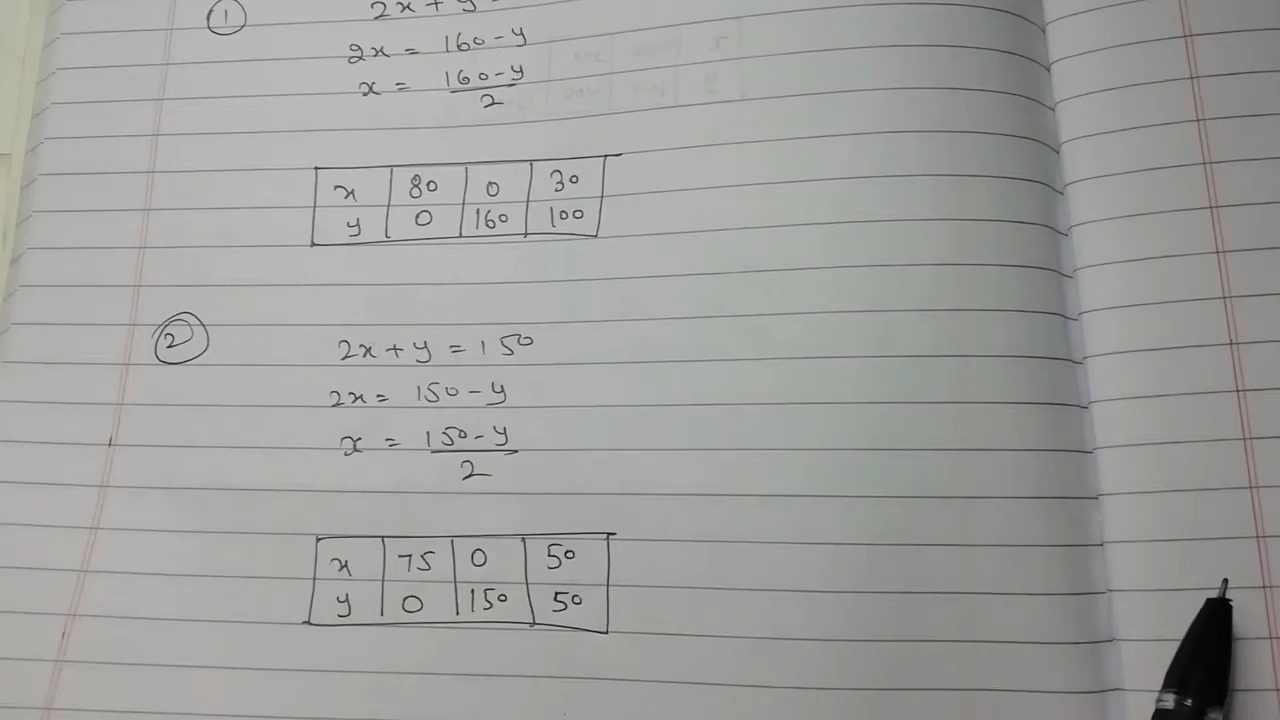 ① 2x + y
2x = 160 - y
x = 160 - y / 2
x 80 0 30
y 0 160 100
② 2x + y = 150
2x = 150 - y
x = 150 - y / 2
x 75 0 50
y 0 150 50